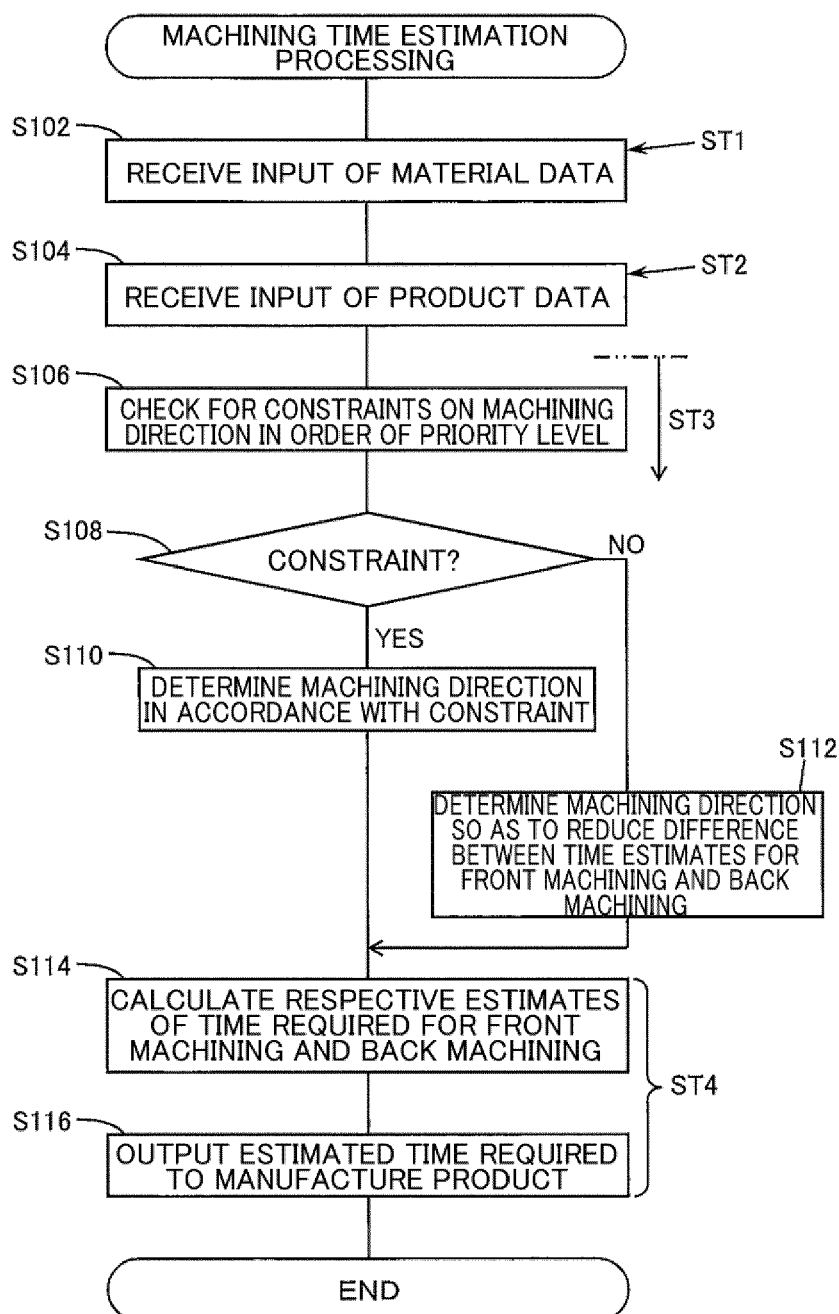 MACHINING TIME ESTIMATION
PROCESSING
S102
ST1
RECEIVE INPUT OF MATERIAL DATA
S104
ST2
RECEIVE INPUT OF PRODUCT DATA
S106
CHECK FOR CONSTRAINTS ON MACHINING
DIRECTION IN ORDER OF PRIORITY LEVEL
ST3
S108
CONSTRAINT?
NO
YES
S110
DETERMINE MACHINING DIRECTION
IN ACCORDANCE WITH CONSTRAINT
S112
DETERMINE MACHINING DIRECTION
SO AS TO REDUCE DIFFERENCE
BETWEEN TIME ESTIMATES FOR
FRONT MACHINING AND BACK
MACHINING
S114
CALCULATE RESPECTIVE ESTIMATES
OF TIME REQUIRED FOR FRONT
MACHINING AND BACK MACHINING
ST4
S116
OUTPUT ESTIMATED TIME REQUIRED
TO MANUFACTURE PRODUCT
END